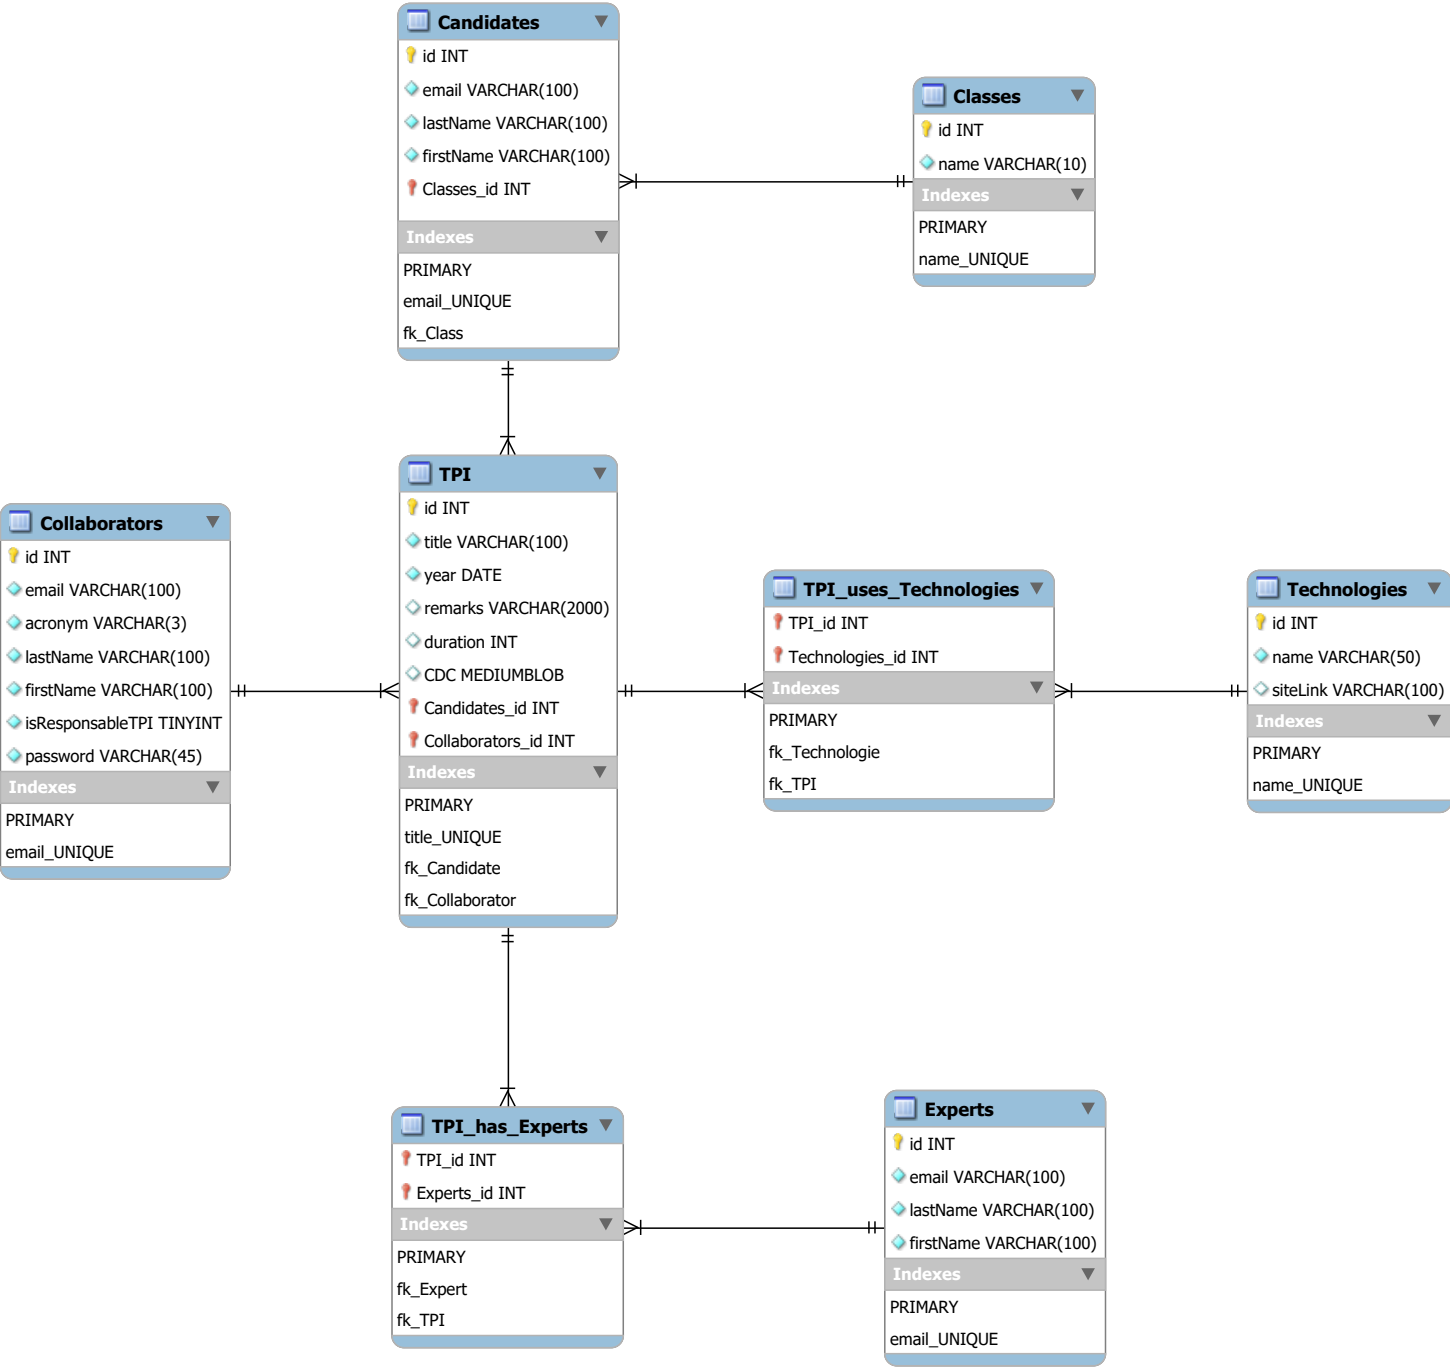 Candidates
id INT
email VARCHAR(100)
lastName VARCHAR(100)
firstName VARCHAR(100)
Classes_id INT
Indexes
PRIMARY
email_UNIQUE
fk_Class
Classes
id INT
name VARCHAR(10)
Indexes
PRIMARY
name_UNIQUE
Collaborators
id INT
email VARCHAR(100)
acronym VARCHAR(3)
lastName VARCHAR(100)
firstName VARCHAR(100)
isResponsableTPI TINYINT
password VARCHAR(45)
Indexes
PRIMARY
email_UNIQUE
TPI
id INT
title VARCHAR(100)
year DATE
remarks VARCHAR(2000)
duration INT
CDC MEDIUMBLOB
Candidates_id INT
Collaborators_id INT
Indexes
PRIMARY
title_UNIQUE
fk_Candidate
fk_Collaborator
TPI_uses_Technologies
TPI_id INT
Technologies_id INT
Indexes
PRIMARY
fk_Technologie
fk_TPI
Technologies
id INT
name VARCHAR(50)
siteLink VARCHAR(100)
Indexes
PRIMARY
name_UNIQUE
TPI_has_Experts
TPI_id INT
Experts_id INT
Indexes
PRIMARY
fk_Expert
fk_TPI
Experts
id INT
email VARCHAR(100)
lastName VARCHAR(100)
firstName VARCHAR(100)
Indexes
PRIMARY
email_UNIQUE